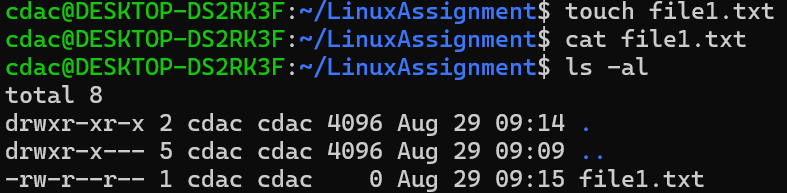 cdac@DESKTOP-DS2RK3F:~/LinuxAssignment$ touch file1.txt
cdac@DESKTOP-DS2RK3F:~/LinuxAssignment$ cat file1.txt
cdac@DESKTOP-DS2RK3F:~/LinuxAssignment$ ls -al
total 8
drwxr-xr-x 2 cdac cdac 4096 Aug 29 09:14 .
drwxr-x--- 5 cdac cdac 4096 Aug 29 09:09 ..
-rw-r--r-- 1 cdac cdac    0 Aug 29 09:15 file1.txt